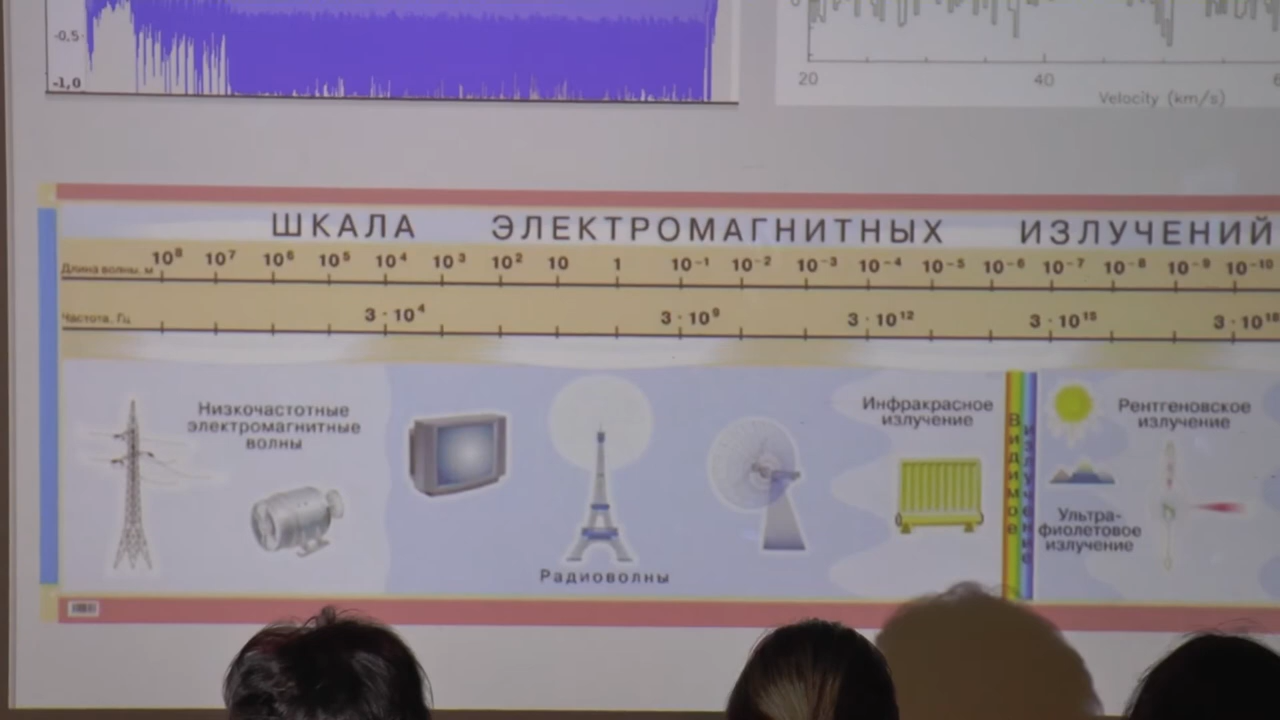 -0,5
-1,0
20 40
Velocity (km/s)
ШКАЛА ЭЛЕКТРОМАГНИТНЫХ ИЗЛУЧЕНИЙ
Длина волны, м 10⁸ 10⁷ 10⁶ 10⁵ 10⁴ 10³ 10² 10 1 10⁻¹ 10⁻² 10⁻³ 10⁻⁴ 10⁻⁵ 10⁻⁶ 10⁻⁷ 10⁻⁸ 10⁻⁹ 10⁻¹⁰
Частота, Гц 3·10⁴ 3·10⁹ 3·10¹² 3·10¹⁵ 3·10¹⁸
Низкочастотные
электромагнитные
волны
Радиоволны
Инфракрасное
излучение
Видимое
излучение
Ультра-
фиолетовое
излучение
Рентгеновское
излучение